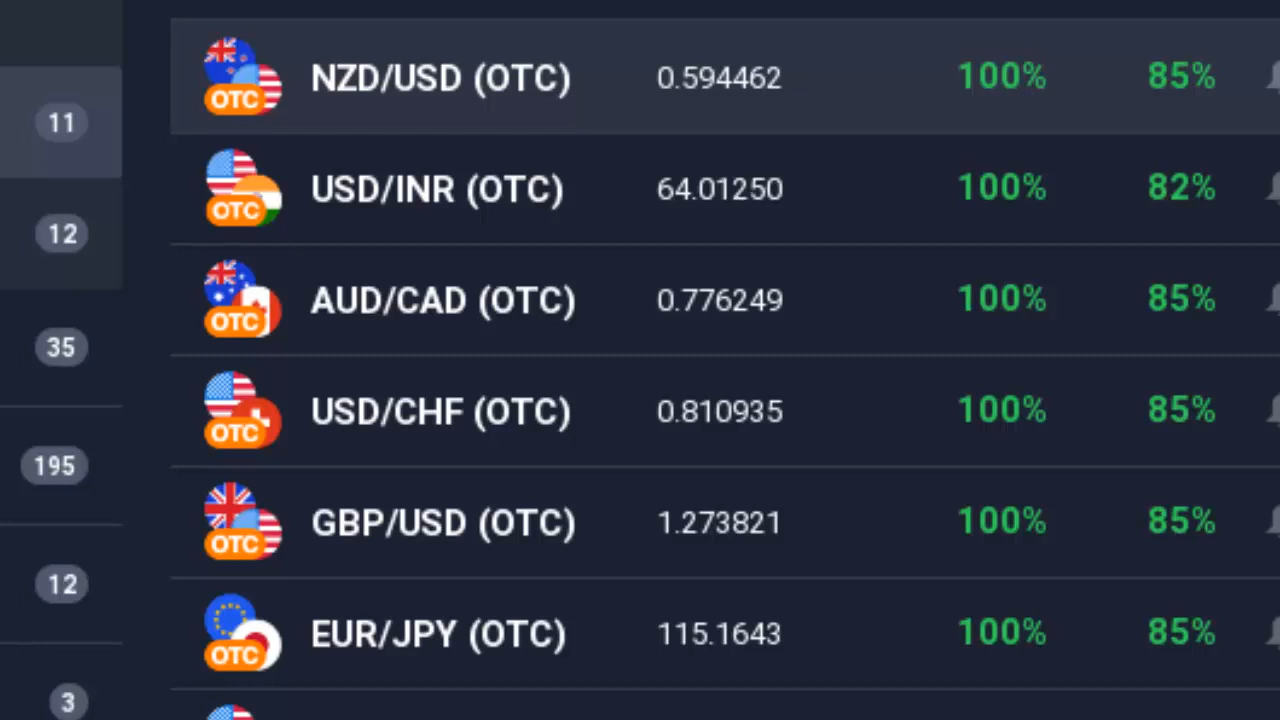 OTC NZD/USD (OTC) 0.594462 100% 85%
11
OTC USD/INR (OTC) 64.01250 100% 82%
12
OTC AUD/CAD (OTC) 0.776249 100% 85%
35
OTC USD/CHF (OTC) 0.810935 100% 85%
195
OTC GBP/USD (OTC) 1.273821 100% 85%
12
OTC EUR/JPY (OTC) 115.1643 100% 85%
3